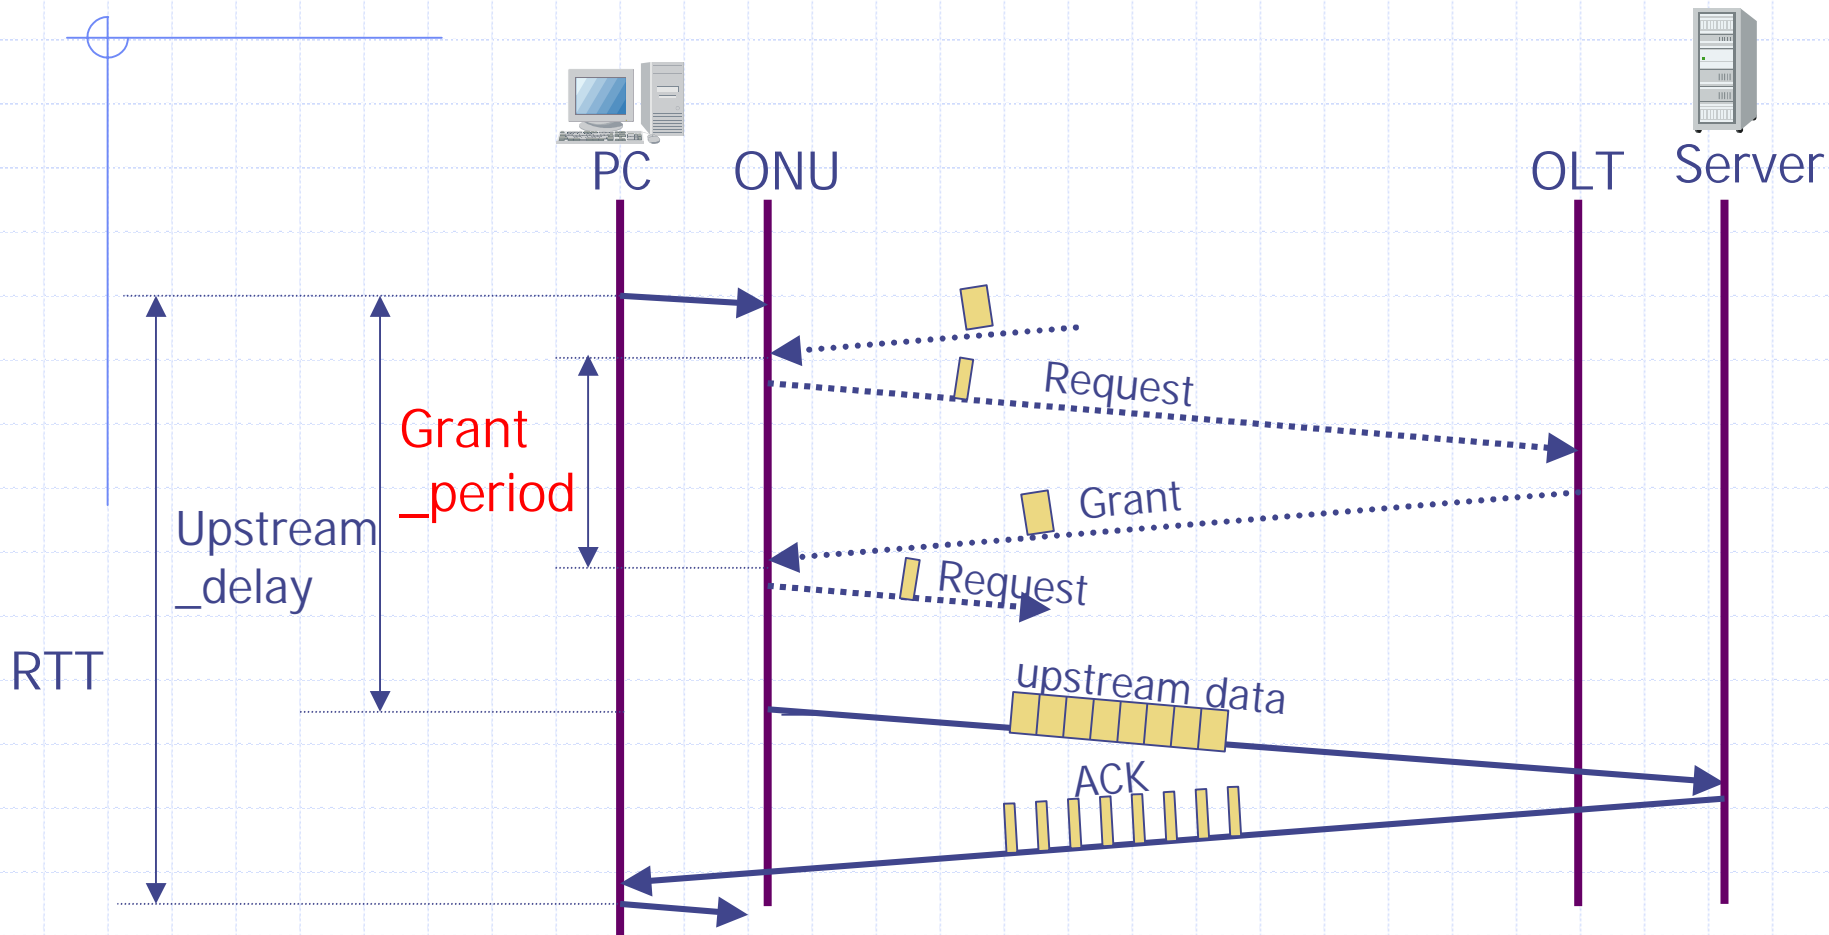 PC
ONU
OLT
Server
Request
Grant
_period
Grant
Upstream
_delay
Request
RTT
upstream data
ACK